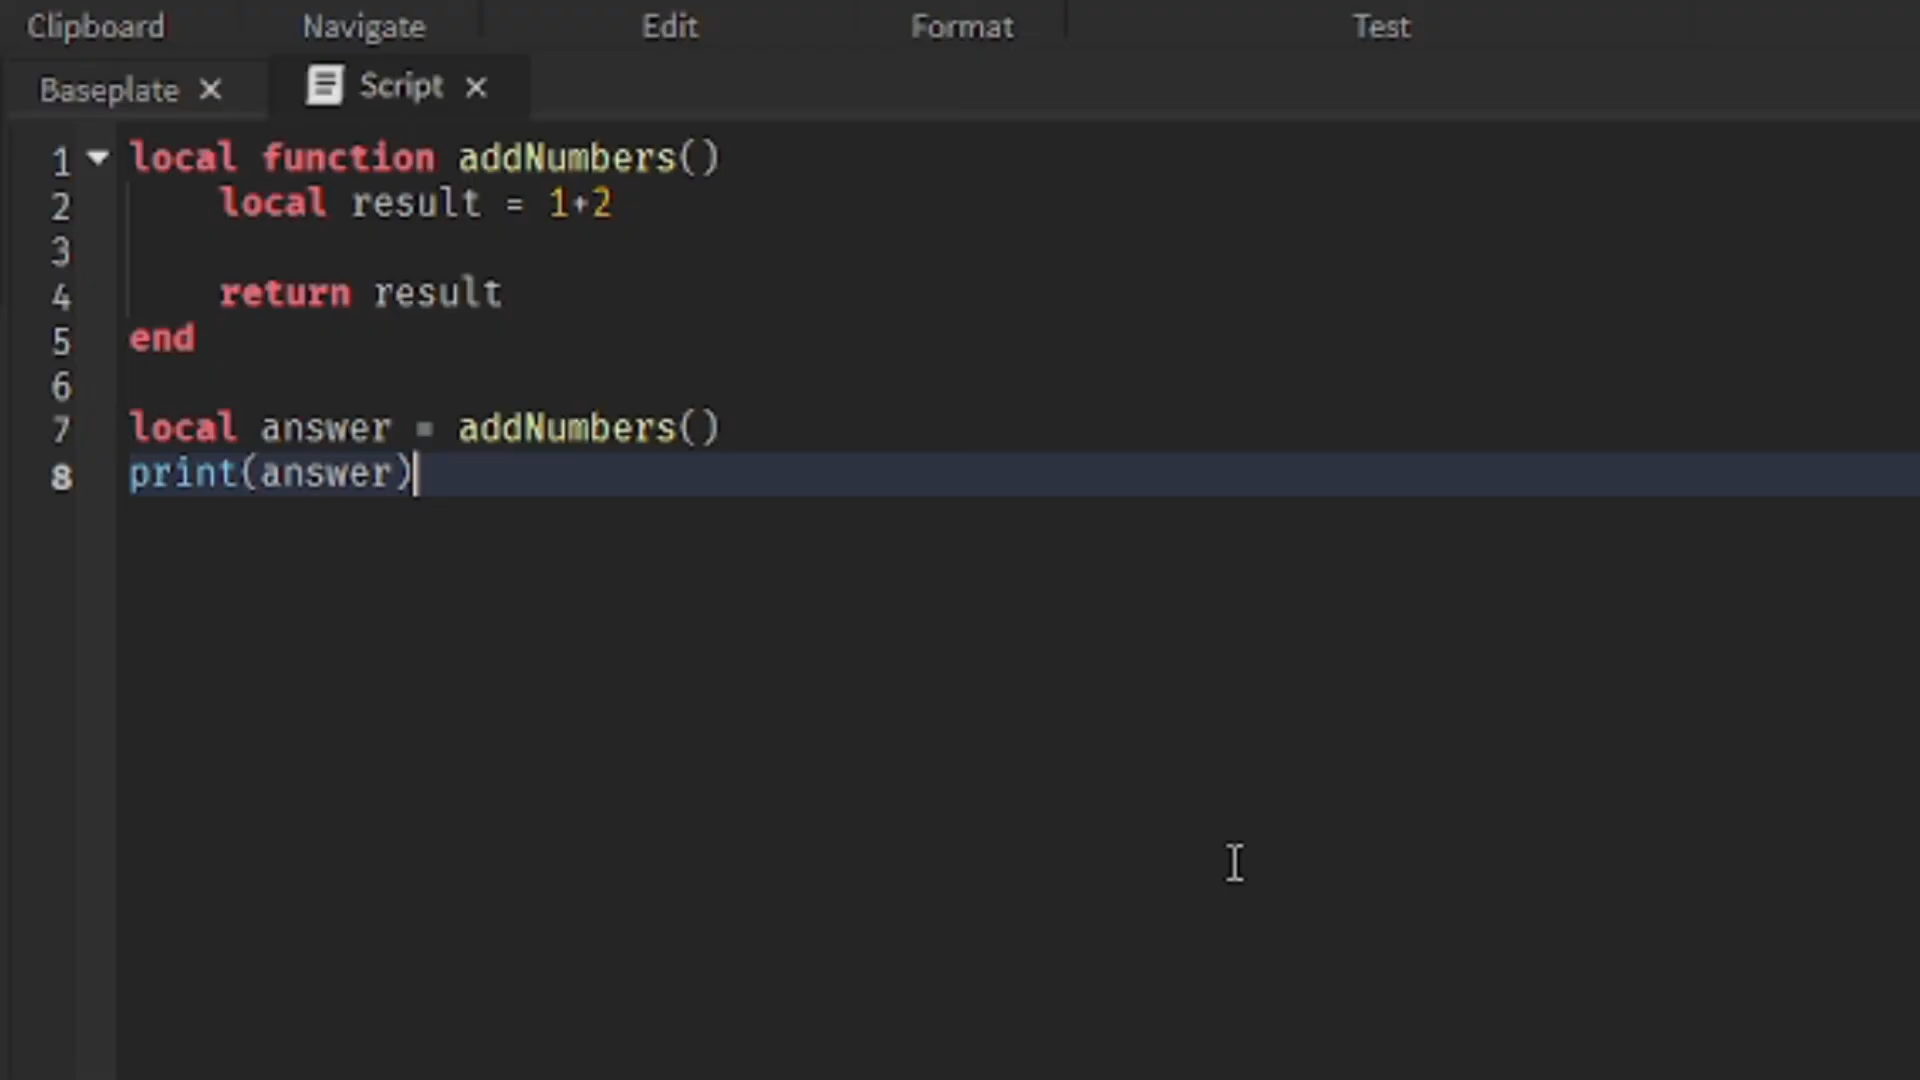 Clipboard Navigate Edit Format Test
Baseplate Script
1 local function addNumbers()
2 local result = 1+2
3
4 return result
5 end
6
7 local answer = addNumbers()
8 print(answer)